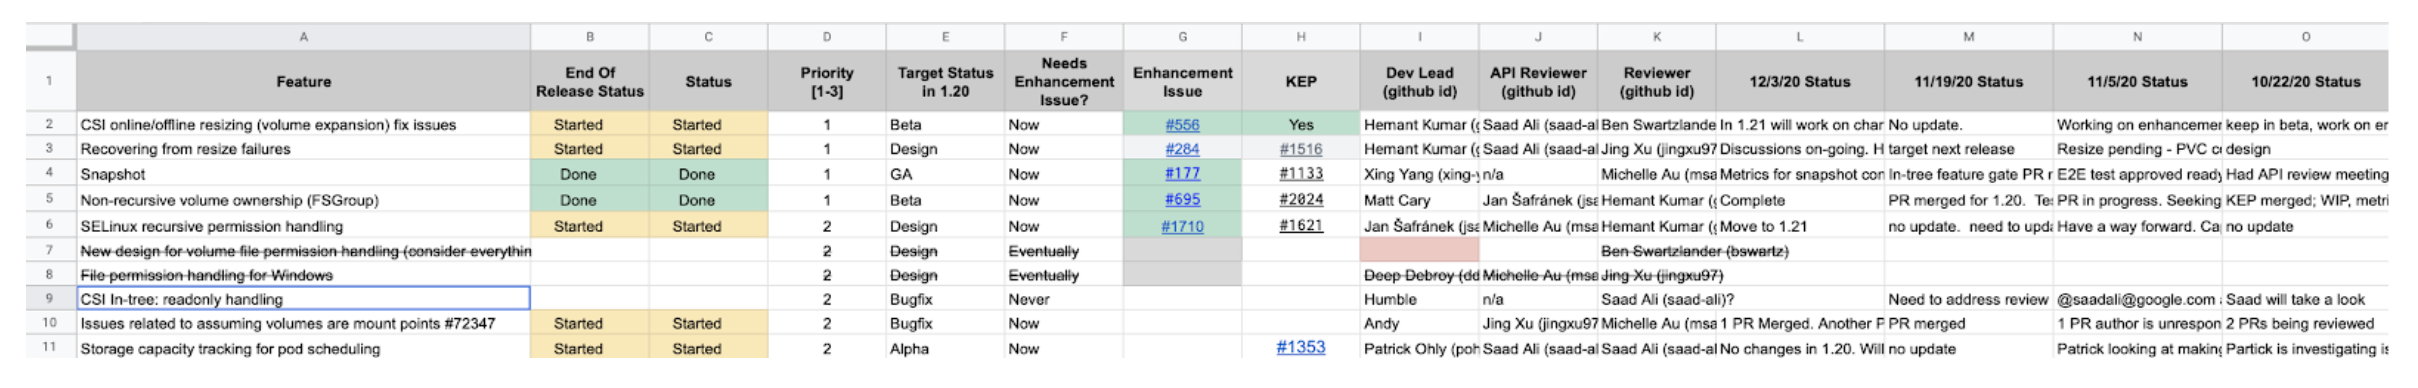 A B C D E F G H I J K L M N O
1 Feature End Of Release Status Status Priority [1-3] Target Status in 1.20 Needs Enhancement Issue? Enhancement Issue KEP Dev Lead (github id) API Reviewer (github id) Reviewer (github id) 12/3/20 Status 11/19/20 Status 11/5/20 Status 10/22/20 Status
2 CSI online/offline resizing (volume expansion) fix issues Started Started 1 Beta Now #556 Yes Hemant Kumar (g Saad Ali (saad-al Ben Swartzlande In 1.21 will work on char No update. Working on enhancemer keep in beta, work on er
3 Recovering from resize failures Started Started 1 Design Now #284 #1516 Hemant Kumar (g Saad Ali (saad-al Jing Xu (jingxu97 Discussions on-going. H target next release Resize pending - PVC c design
4 Snapshot Done Done 1 GA Now #177 #1133 Xing Yang (xing-y n/a Michelle Au (msa Metrics for snapshot con In-tree feature gate PR r E2E test approved ready Had API review meeting
5 Non-recursive volume ownership (FSGroup) Done Done 1 Beta Now #695 #2024 Matt Cary Jan Šafránek (jsa Hemant Kumar (g Complete PR merged for 1.20. Te PR in progress. Seeking KEP merged; WIP, metri
6 SELinux recursive permission handling Started Started 2 Design Now #1710 #1621 Jan Šafránek (jsa Michelle Au (msa Hemant Kumar (g Move to 1.21 no update. need to upda Have a way forward. Ca no update
7 New design for volume file permission handling (consider everythin 2 Design Eventually Ben Swartzlander (bswartz)
8 File permission handling for Windows 2 Design Eventually Deep Debroy (dd Michelle Au (msa Jing Xu (jingxu97)
9 CSI In-tree: readonly handling 2 Bugfix Never Humble n/a Saad Ali (saad-ali)? Need to address review @saadali@google.com Saad will take a look
10 Issues related to assuming volumes are mount points #72347 Started Started 2 Bugfix Now Andy Jing Xu (jingxu97 Michelle Au (msa 1 PR Merged. Another P PR merged 1 PR author is unrespon 2 PRs being reviewed
11 Storage capacity tracking for pod scheduling Started Started 2 Alpha Now #1353 Patrick Ohly (poh Saad Ali (saad-al Saad Ali (saad-al No changes in 1.20. Will no update Patrick looking at making Partick is investigating is